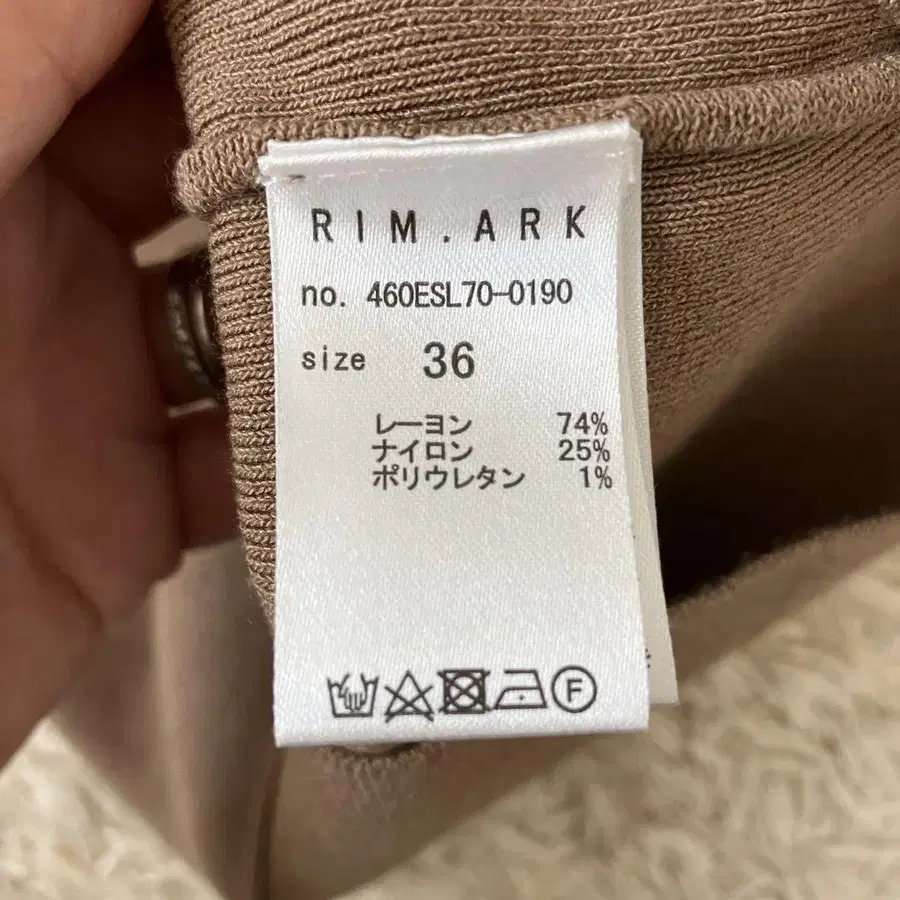 RIM.ARK
no. 460ESL70-0190
size 36
レーヨン 74%
ナイロン 25%
ポリウレタン 1%
F